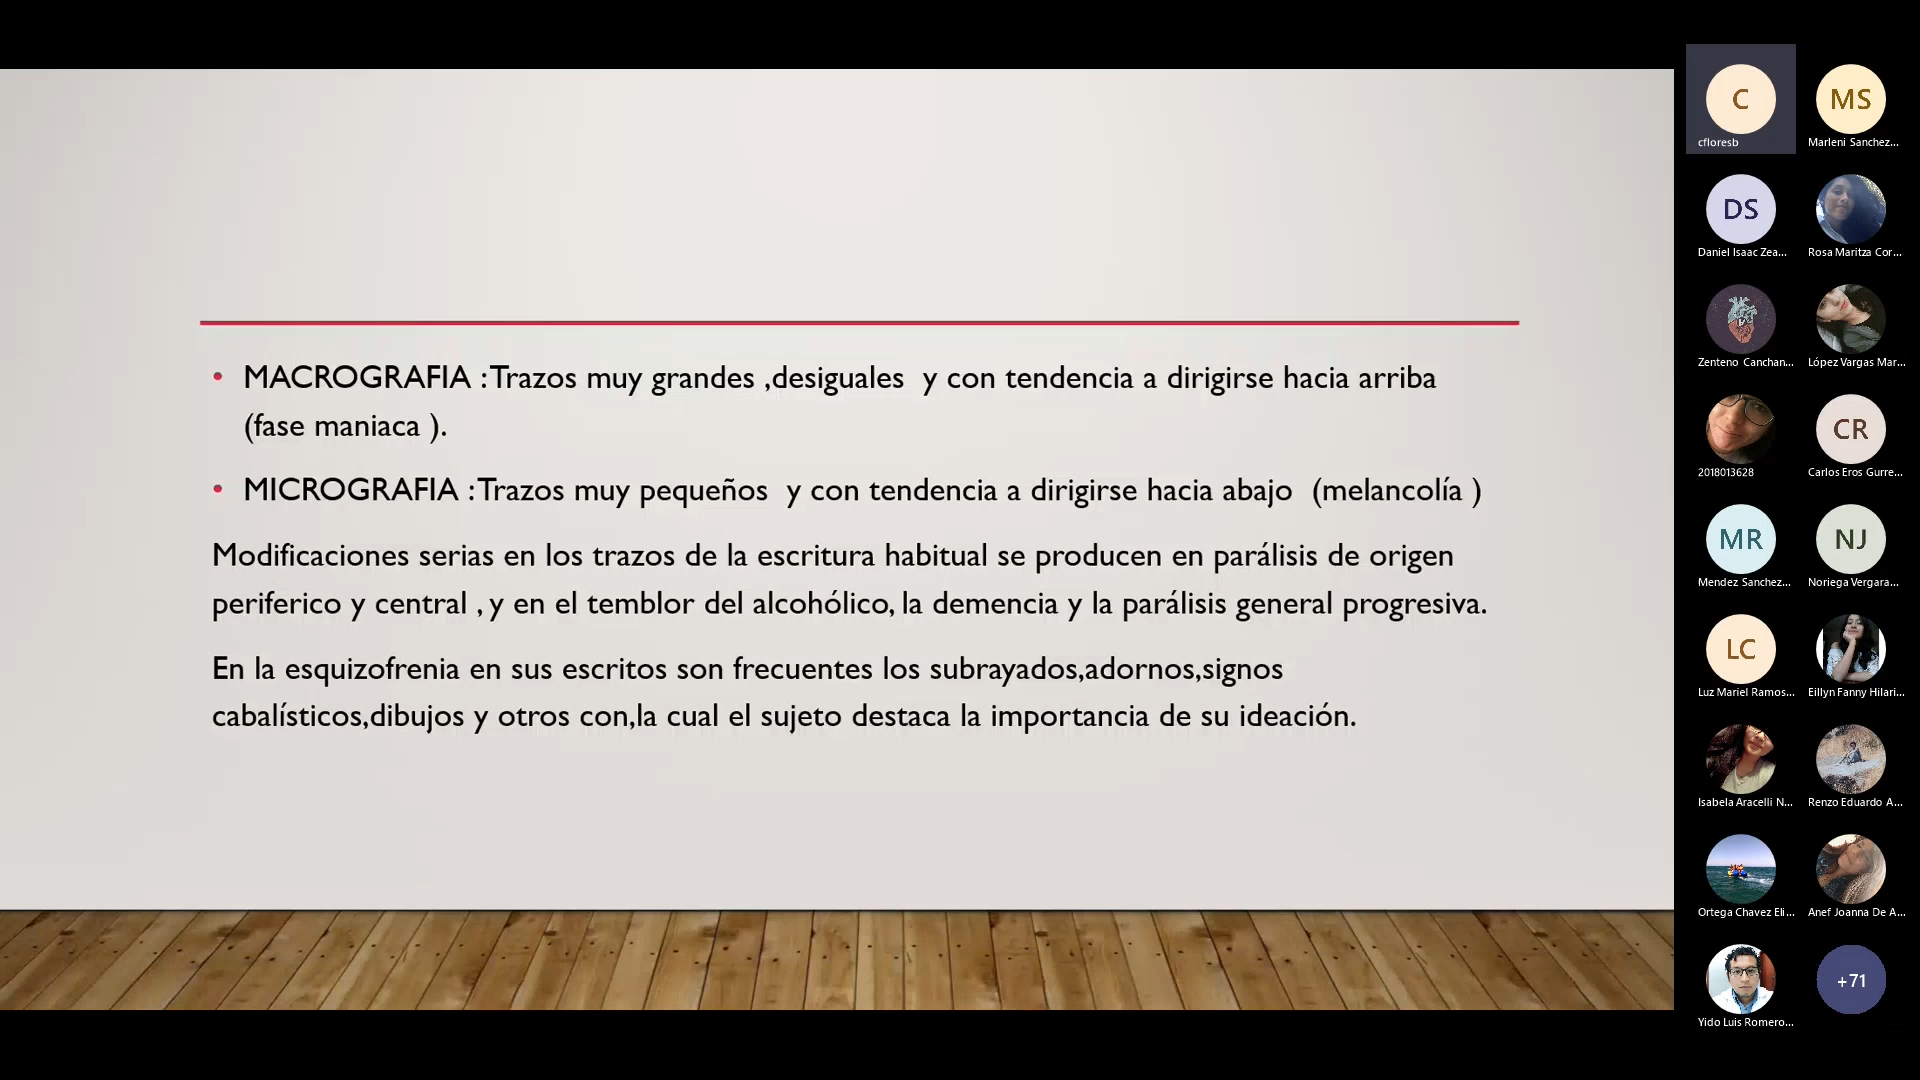 • MACROGRAFIA : Trazos muy grandes ,desiguales y con tendencia a dirigirse hacia arriba
(fase maniaca ).
• MICROGRAFIA : Trazos muy pequeños y con tendencia a dirigirse hacia abajo (melancolía )
Modificaciones serias en los trazos de la escritura habitual se producen en parálisis de origen
periferico y central , y en el temblor del alcohólico, la demencia y la parálisis general progresiva.
En la esquizofrenia en sus escritos son frecuentes los subrayados,adornos,signos
cabalísticos,dibujos y otros con,la cual el sujeto destaca la importancia de su ideación.
C
MS
cfloresb
Marleni Sanchez...
DS
Daniel Isaac Zea...
Rosa Maritza Cor...
Zenteno Canchan...
López Vargas Mar...
CR
2018013628
Carlos Eros Gurre...
MR
NJ
Mendez Sanchez...
Noriega Vergara...
LC
Luz Mariel Ramos...
Eillyn Fanny Hilari...
Isabela Aracelli N...
Renzo Eduardo A...
Ortega Chavez Eli...
Anef Joanna De A...
+71
Yido Luis Romero...